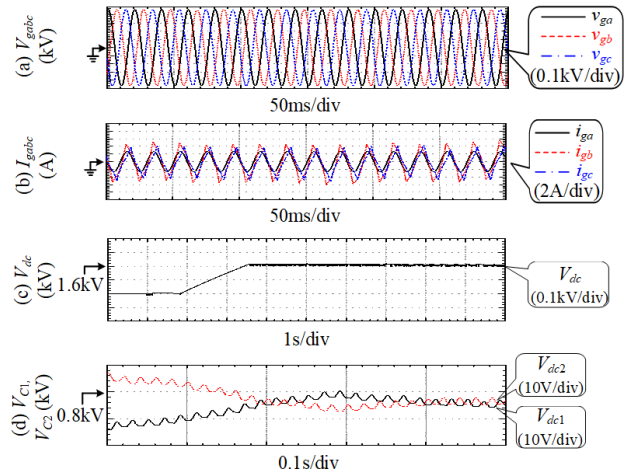 (a) Vgabc
(kV)
vga
vgb
vgc
(0.1kV/div)
50ms/div
(b) Igabc
(A)
iga
igb
igc
(2A/div)
50ms/div
(c) Vdc
(kV)
1.6kV
Vdc
(0.1kV/div)
1s/div
(d) VC1,
VC2 (kV)
0.8kV
Vdc2
(10V/div)
Vdc1
(10V/div)
0.1s/div